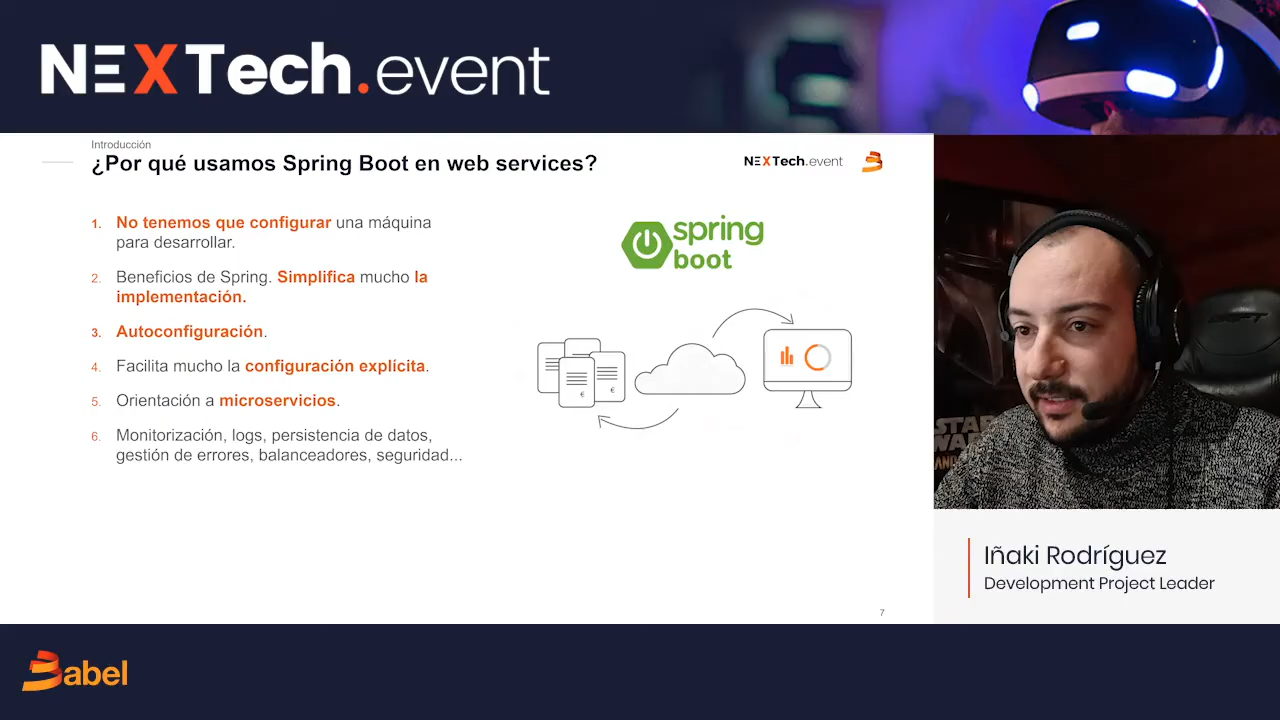 NEXTech.event
Introducción
¿Por qué usamos Spring Boot en web services?
NEXTech.event
1. No tenemos que configurar una máquina
para desarrollar.
2. Beneficios de Spring. Simplifica mucho la
implementación.
3. Autoconfiguración.
4. Facilita mucho la configuración explícita.
5. Orientación a microservicios.
6. Monitorización, logs, persistencia de datos,
gestión de errores, balanceadores, seguridad...
spring
boot
€
€
STAR
WA
AND
Iñaki Rodríguez
Development Project Leader
7
Babel